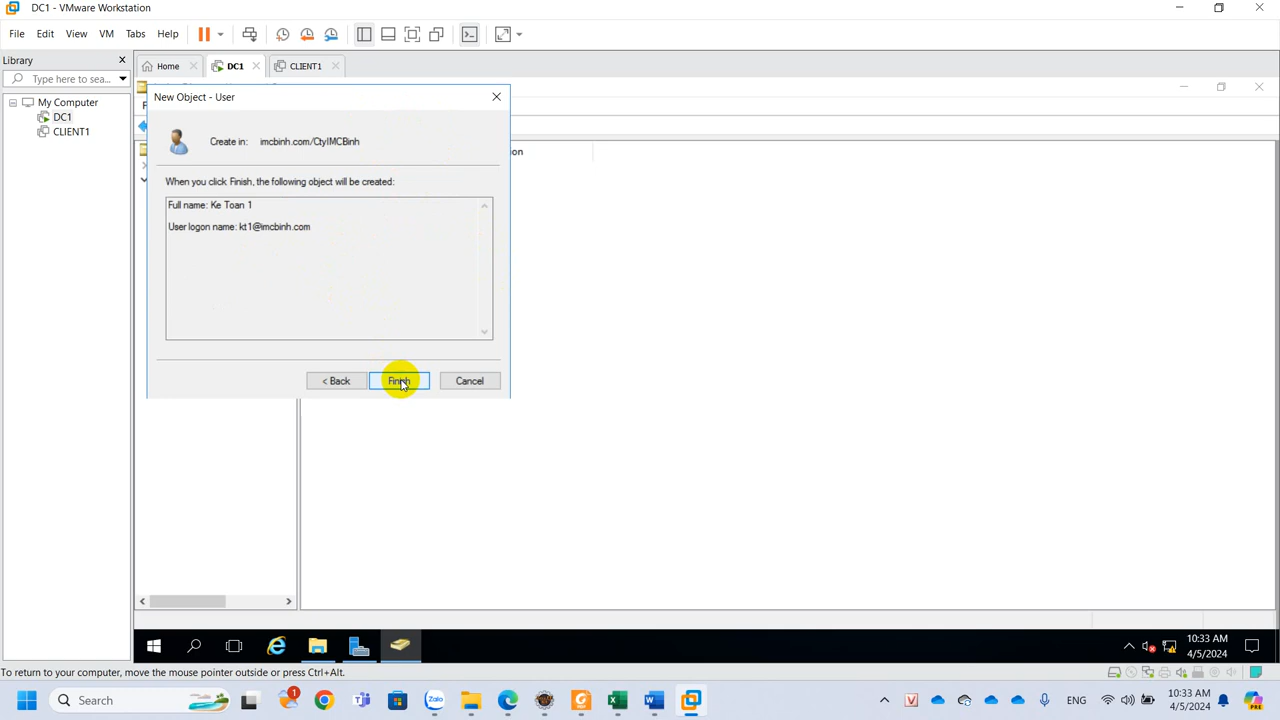 DC1 - VMware Workstation
File Edit View VM Tabs Help
Library
Type here to sea...
Home DC1 CLIENT1
My Computer
DC1
CLIENT1
New Object - User
Create in: imcbinh.com/CtyIMCBinh
When you click Finish, the following object will be created:
Full name: Ke Toan 1
User logon name: kt1@imcbinh.com
< Back Finish Cancel
10:33 AM
4/5/2024
To return to your computer, move the mouse pointer outside or press Ctrl+Alt.
Search
1
Zalo
ENG
10:33 AM
4/5/2024
PRE